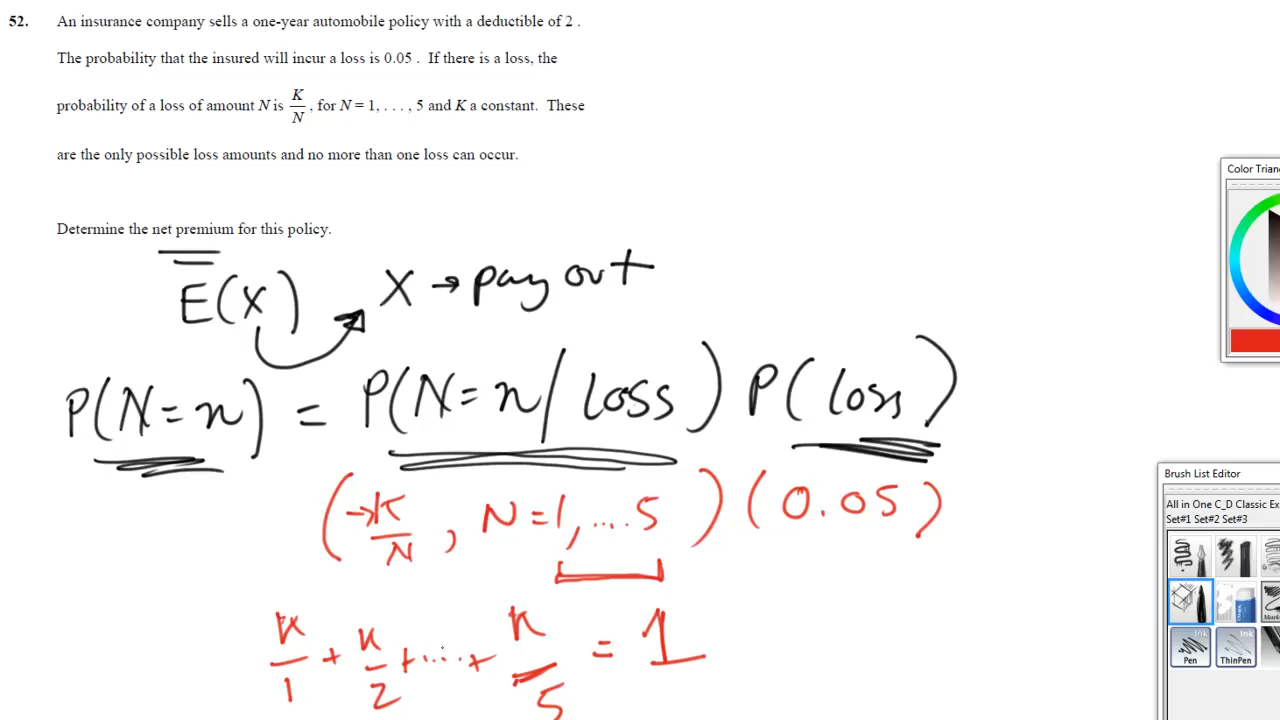 52. An insurance company sells a one-year automobile policy with a deductible of 2 .
The probability that the insured will incur a loss is 0.05 . If there is a loss, the
probability of a loss of amount N is K/N , for N = 1, . . . , 5 and K a constant. These
are the only possible loss amounts and no more than one loss can occur.
Determine the net premium for this policy.
E(X) X → pay out
P(N=n) = P(N=n/Loss) P(loss)
(→K/N, N=1,....5) (0.05)
K/1 + K/2 + ... + K/5 = 1
Color Trian
Brush List Editor
All in One C_D Classic Ex
Set#1 Set#2 Set#3
Ink
Pen
Ink
ThinPen